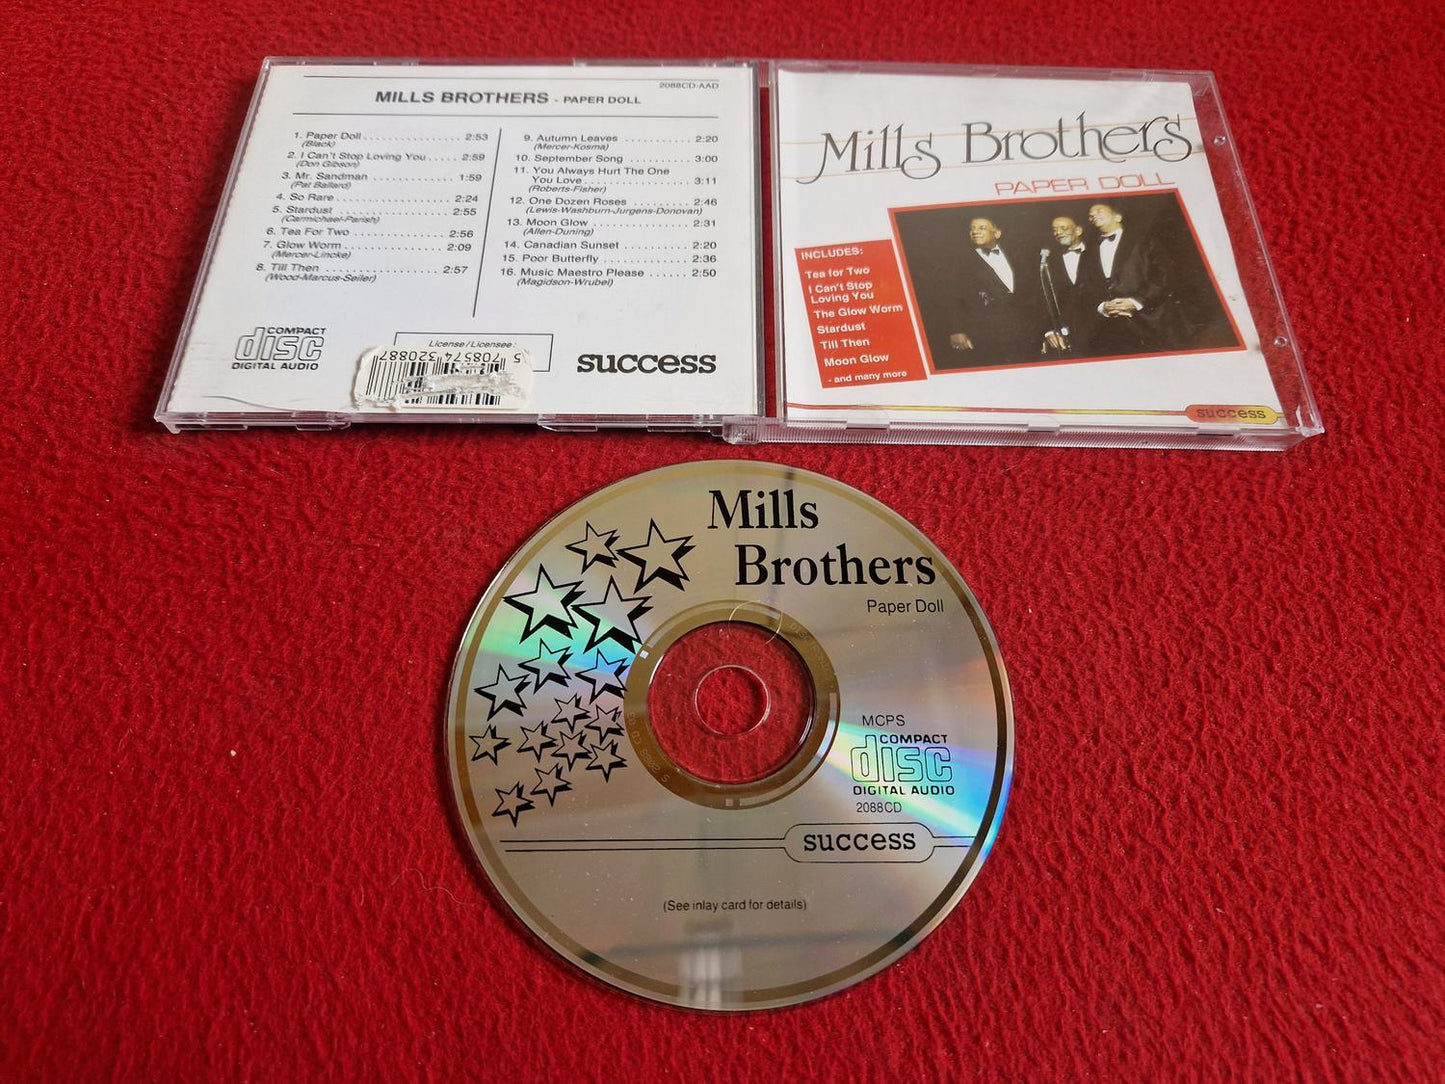 2088CD-AAD
MILLS BROTHERS - PAPER DOLL
1. Paper Doll 2:53
(Black)
2. I Can't Stop Loving You 2:59
(Don Gibson)
3. Mr. Sandman 1:59
(Pat Ballard)
4. So Rare 2:24
5. Stardust 2:55
(Carmichael-Parish)
6. Tea For Two 2:56
7. Glow Worm 2:09
(Mercer-Lincke)
8. Till Then 2:57
(Wood-Marcus-Seiler)
9. Autumn Leaves 2:20
(Mercer-Kosma)
10. September Song 3:00
11. You Always Hurt The One
You Love 3:11
(Roberts-Fisher)
12. One Dozen Roses 2:46
(Lewis-Washburn-Jurgens-Donovan)
13. Moon Glow 2:31
(Allen-Duning)
14. Canadian Sunset 2:20
15. Poor Butterfly 2:36
16. Music Maestro Please 2:50
(Magidson-Wrubel)
COMPACT
disc
DIGITAL AUDIO
License/Licensee:
5 708574 320887
success
Mills Brothers
PAPER DOLL
INCLUDES:
Tea for Two
I Can't Stop
Loving You
The Glow Worm
Stardust
Till Then
Moon Glow
- and many more
success
Mills
Brothers
Paper Doll
MCPS
COMPACT
disc
DIGITAL AUDIO
2088CD
success
(See inlay card for details)